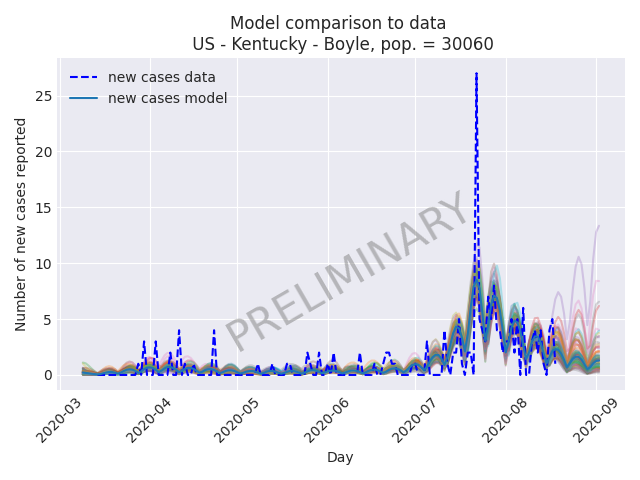 Model comparison to data
US - Kentucky - Boyle, pop. = 30060
new cases data
new cases model
Number of new cases reported
25
20
15
10
5
0
PRELIMINARY
2020-03
2020-04
2020-05
2020-06
2020-07
2020-08
2020-09
Day